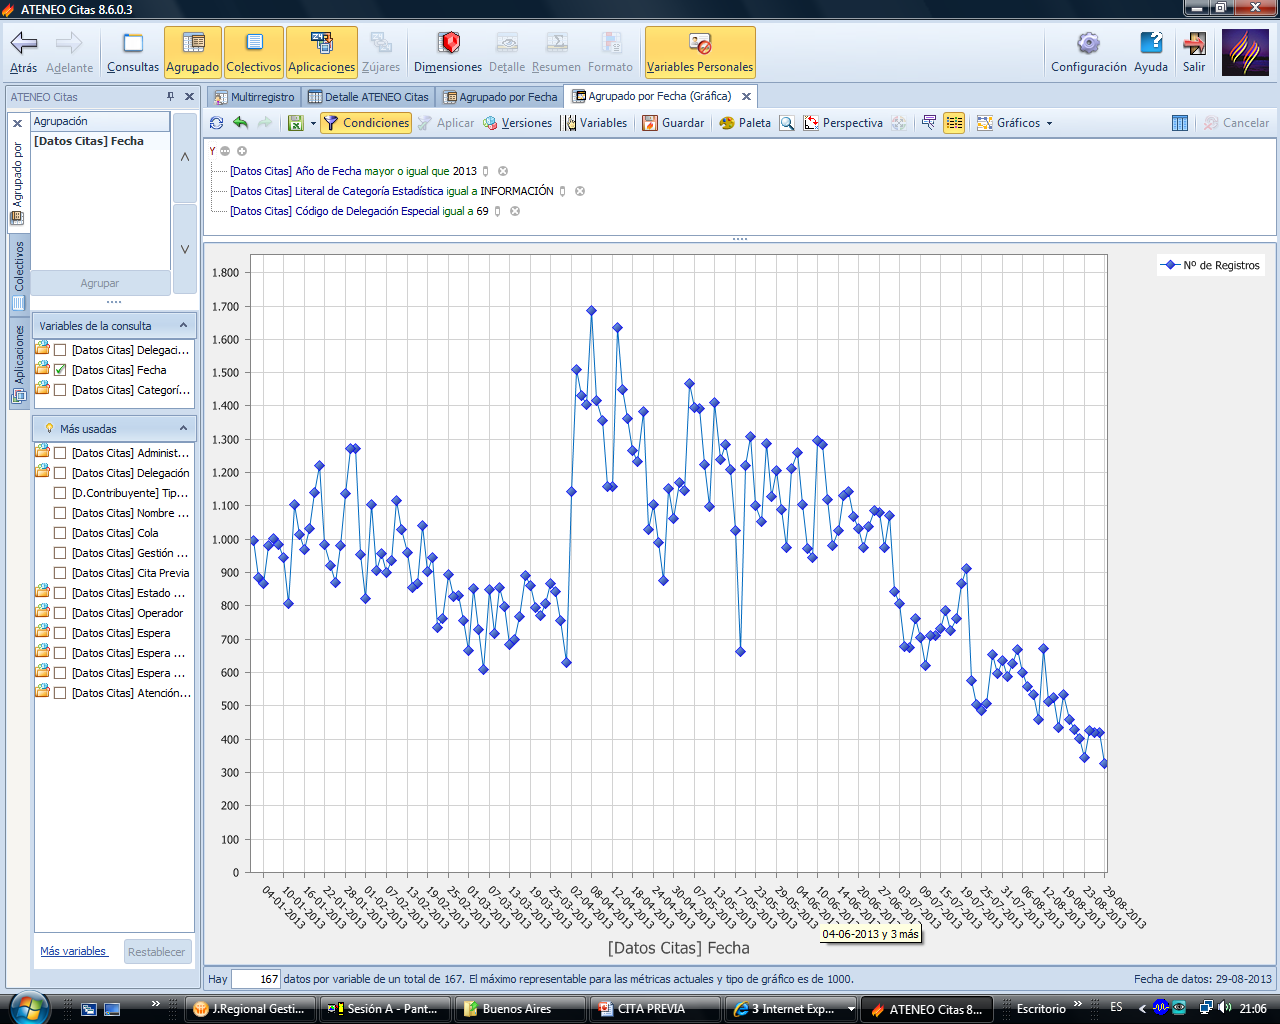 ATENEO Citas 8.6.0.3
Atrás Adelante Consultas Agrupado Colectivos Aplicaciones Zújares Dimensiones Detalle Resumen Formato Variables Personales Configuración Ayuda Salir
ATENEO Citas
Multirregistro Detalle ATENEO Citas Agrupado por Fecha Agrupado por Fecha (Gráfica)
Condiciones Aplicar Versiones Variables Guardar Paleta Perspectiva Gráficos Cancelar
Agrupado por
Colectivos
Aplicaciones
Agrupación
[Datos Citas] Fecha
Agrupar
Variables de la consulta
[Datos Citas] Delegaci...
[Datos Citas] Fecha
[Datos Citas] Categorí...
Más usadas
[Datos Citas] Administ...
[Datos Citas] Delegación
[D.Contribuyente] Tip...
[Datos Citas] Nombre ...
[Datos Citas] Cola
[Datos Citas] Gestión ...
[Datos Citas] Cita Previa
[Datos Citas] Estado ...
[Datos Citas] Operador
[Datos Citas] Espera
[Datos Citas] Espera ...
[Datos Citas] Espera ...
[Datos Citas] Atención...
Más variables
Restablecer
Y
[Datos Citas] Año de Fecha mayor o igual que 2013
[Datos Citas] Literal de Categoría Estadística igual a INFORMACIÓN
[Datos Citas] Código de Delegación Especial igual a 69
Nº de Registros
1.800
1.700
1.600
1.500
1.400
1.300
1.200
1.100
1.000
900
800
700
600
500
400
300
200
100
0
04-01-2013
10-01-2013
16-01-2013
22-01-2013
28-01-2013
01-02-2013
07-02-2013
13-02-2013
19-02-2013
25-02-2013
01-03-2013
07-03-2013
13-03-2013
19-03-2013
25-03-2013
02-04-2013
08-04-2013
12-04-2013
18-04-2013
24-04-2013
30-04-2013
07-05-2013
13-05-2013
17-05-2013
23-05-2013
29-05-2013
04-06-201
10-06-201
14-06-201
20-06-201
27-06-201
03-07-2013
09-07-2013
15-07-2013
19-07-2013
25-07-2013
31-07-2013
06-08-2013
12-08-2013
19-08-2013
23-08-2013
29-08-2013
04-06-2013 y 3 más
[Datos Citas] Fecha
Hay 167 datos por variable de un total de 167. El máximo representable para las métricas actuales y tipo de gráfico es de 1000. Fecha de datos: 29-08-2013
J.Regional Gesti... Sesión A - Pant... Buenos Aires CITA PREVIA 3 Internet Exp... ATENEO Citas 8... Escritorio ES 21:06